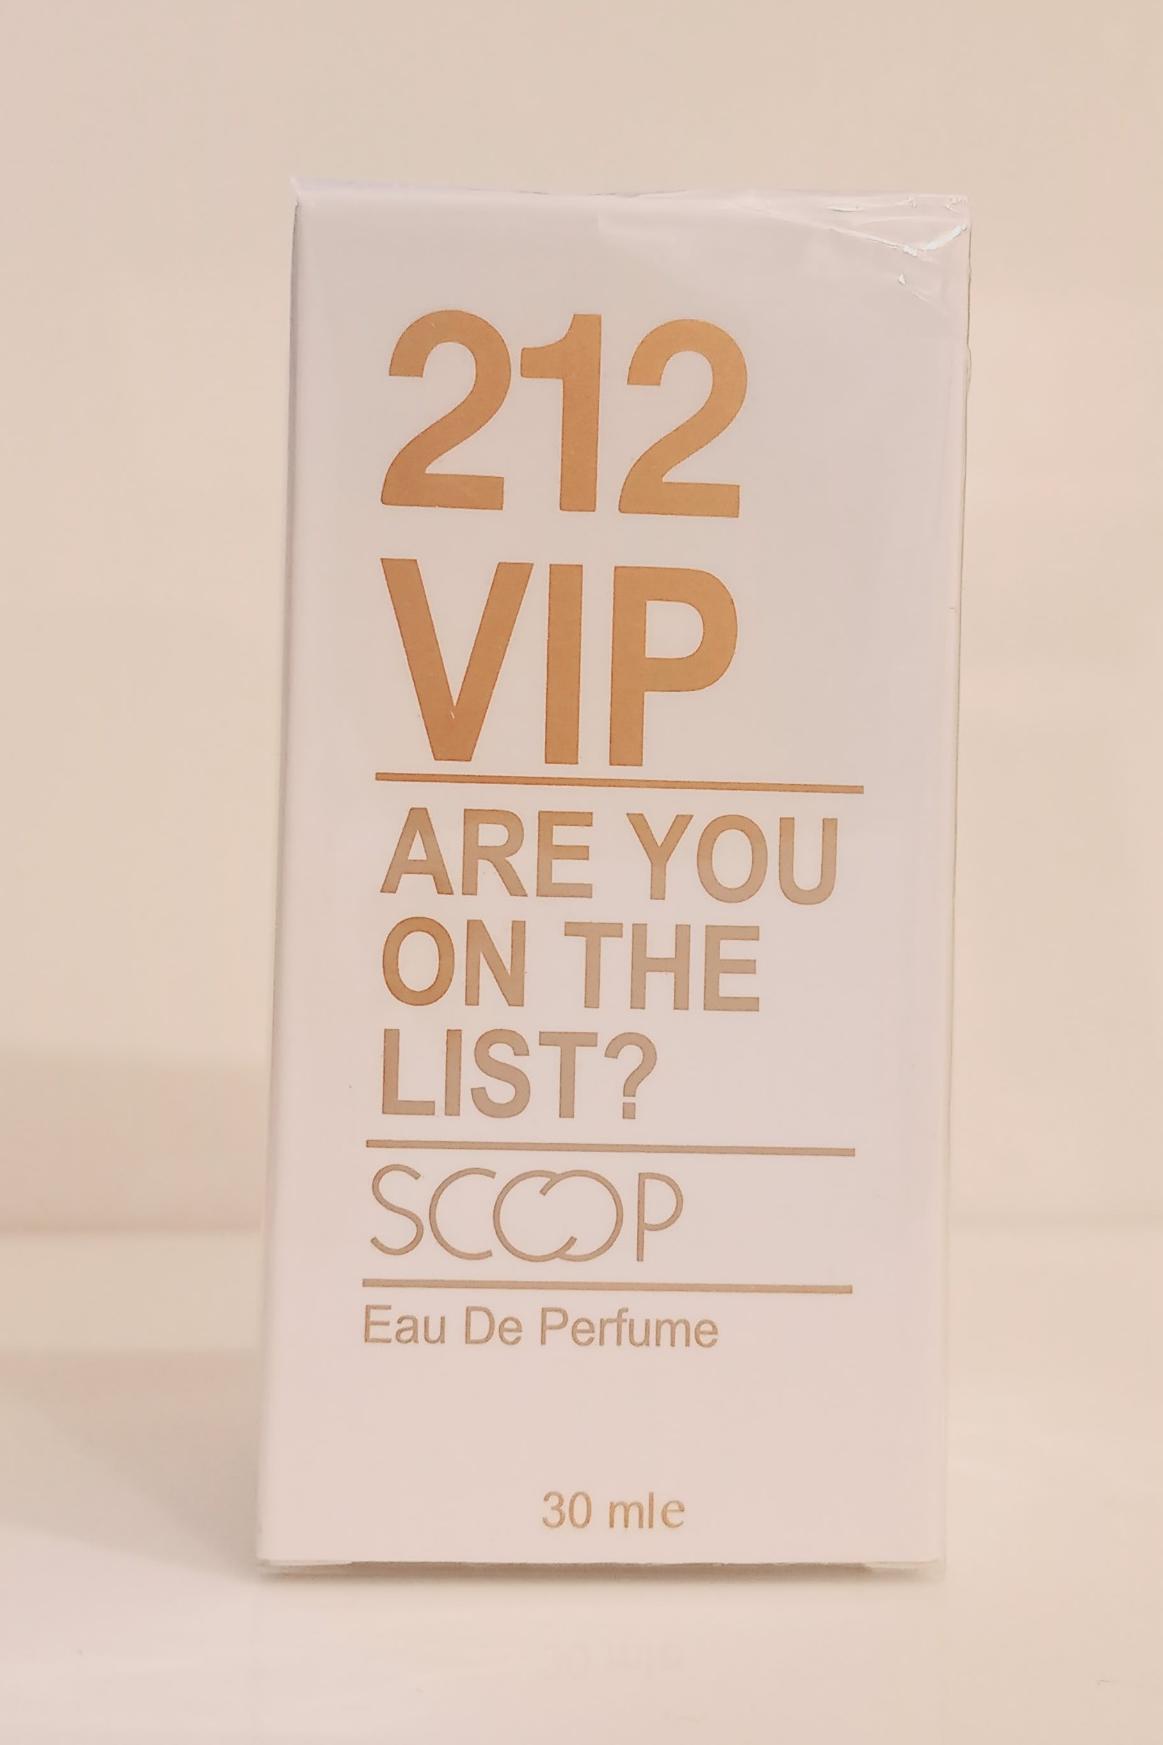 212
VIP
ARE YOU
ON THE
LIST?
SCOOP
Eau De Perfume
30 mle